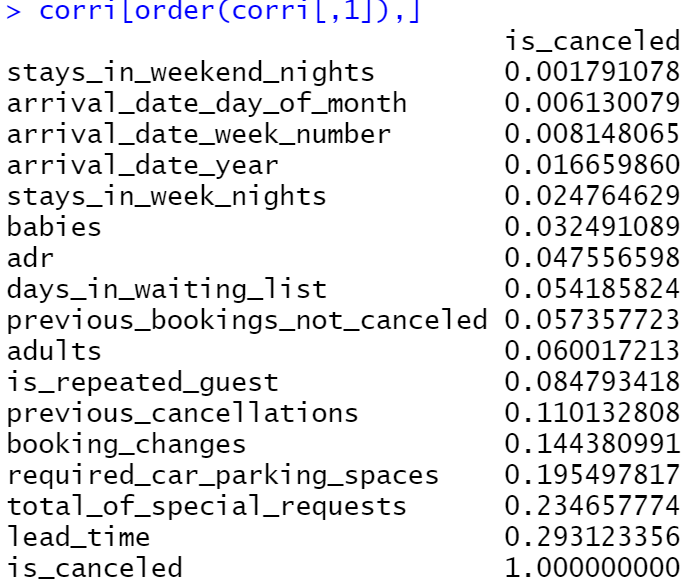 > corri[order(corri[,1]),]
is_canceled
stays_in_weekend_nights 0.001791078
arrival_date_day_of_month 0.006130079
arrival_date_week_number 0.008148065
arrival_date_year 0.016659860
stays_in_week_nights 0.024764629
babies 0.032491089
adr 0.047556598
days_in_waiting_list 0.054185824
previous_bookings_not_canceled 0.057357723
adults 0.060017213
is_repeated_guest 0.084793418
previous_cancellations 0.110132808
booking_changes 0.144380991
required_car_parking_spaces 0.195497817
total_of_special_requests 0.234657774
lead_time 0.293123356
is_canceled 1.000000000